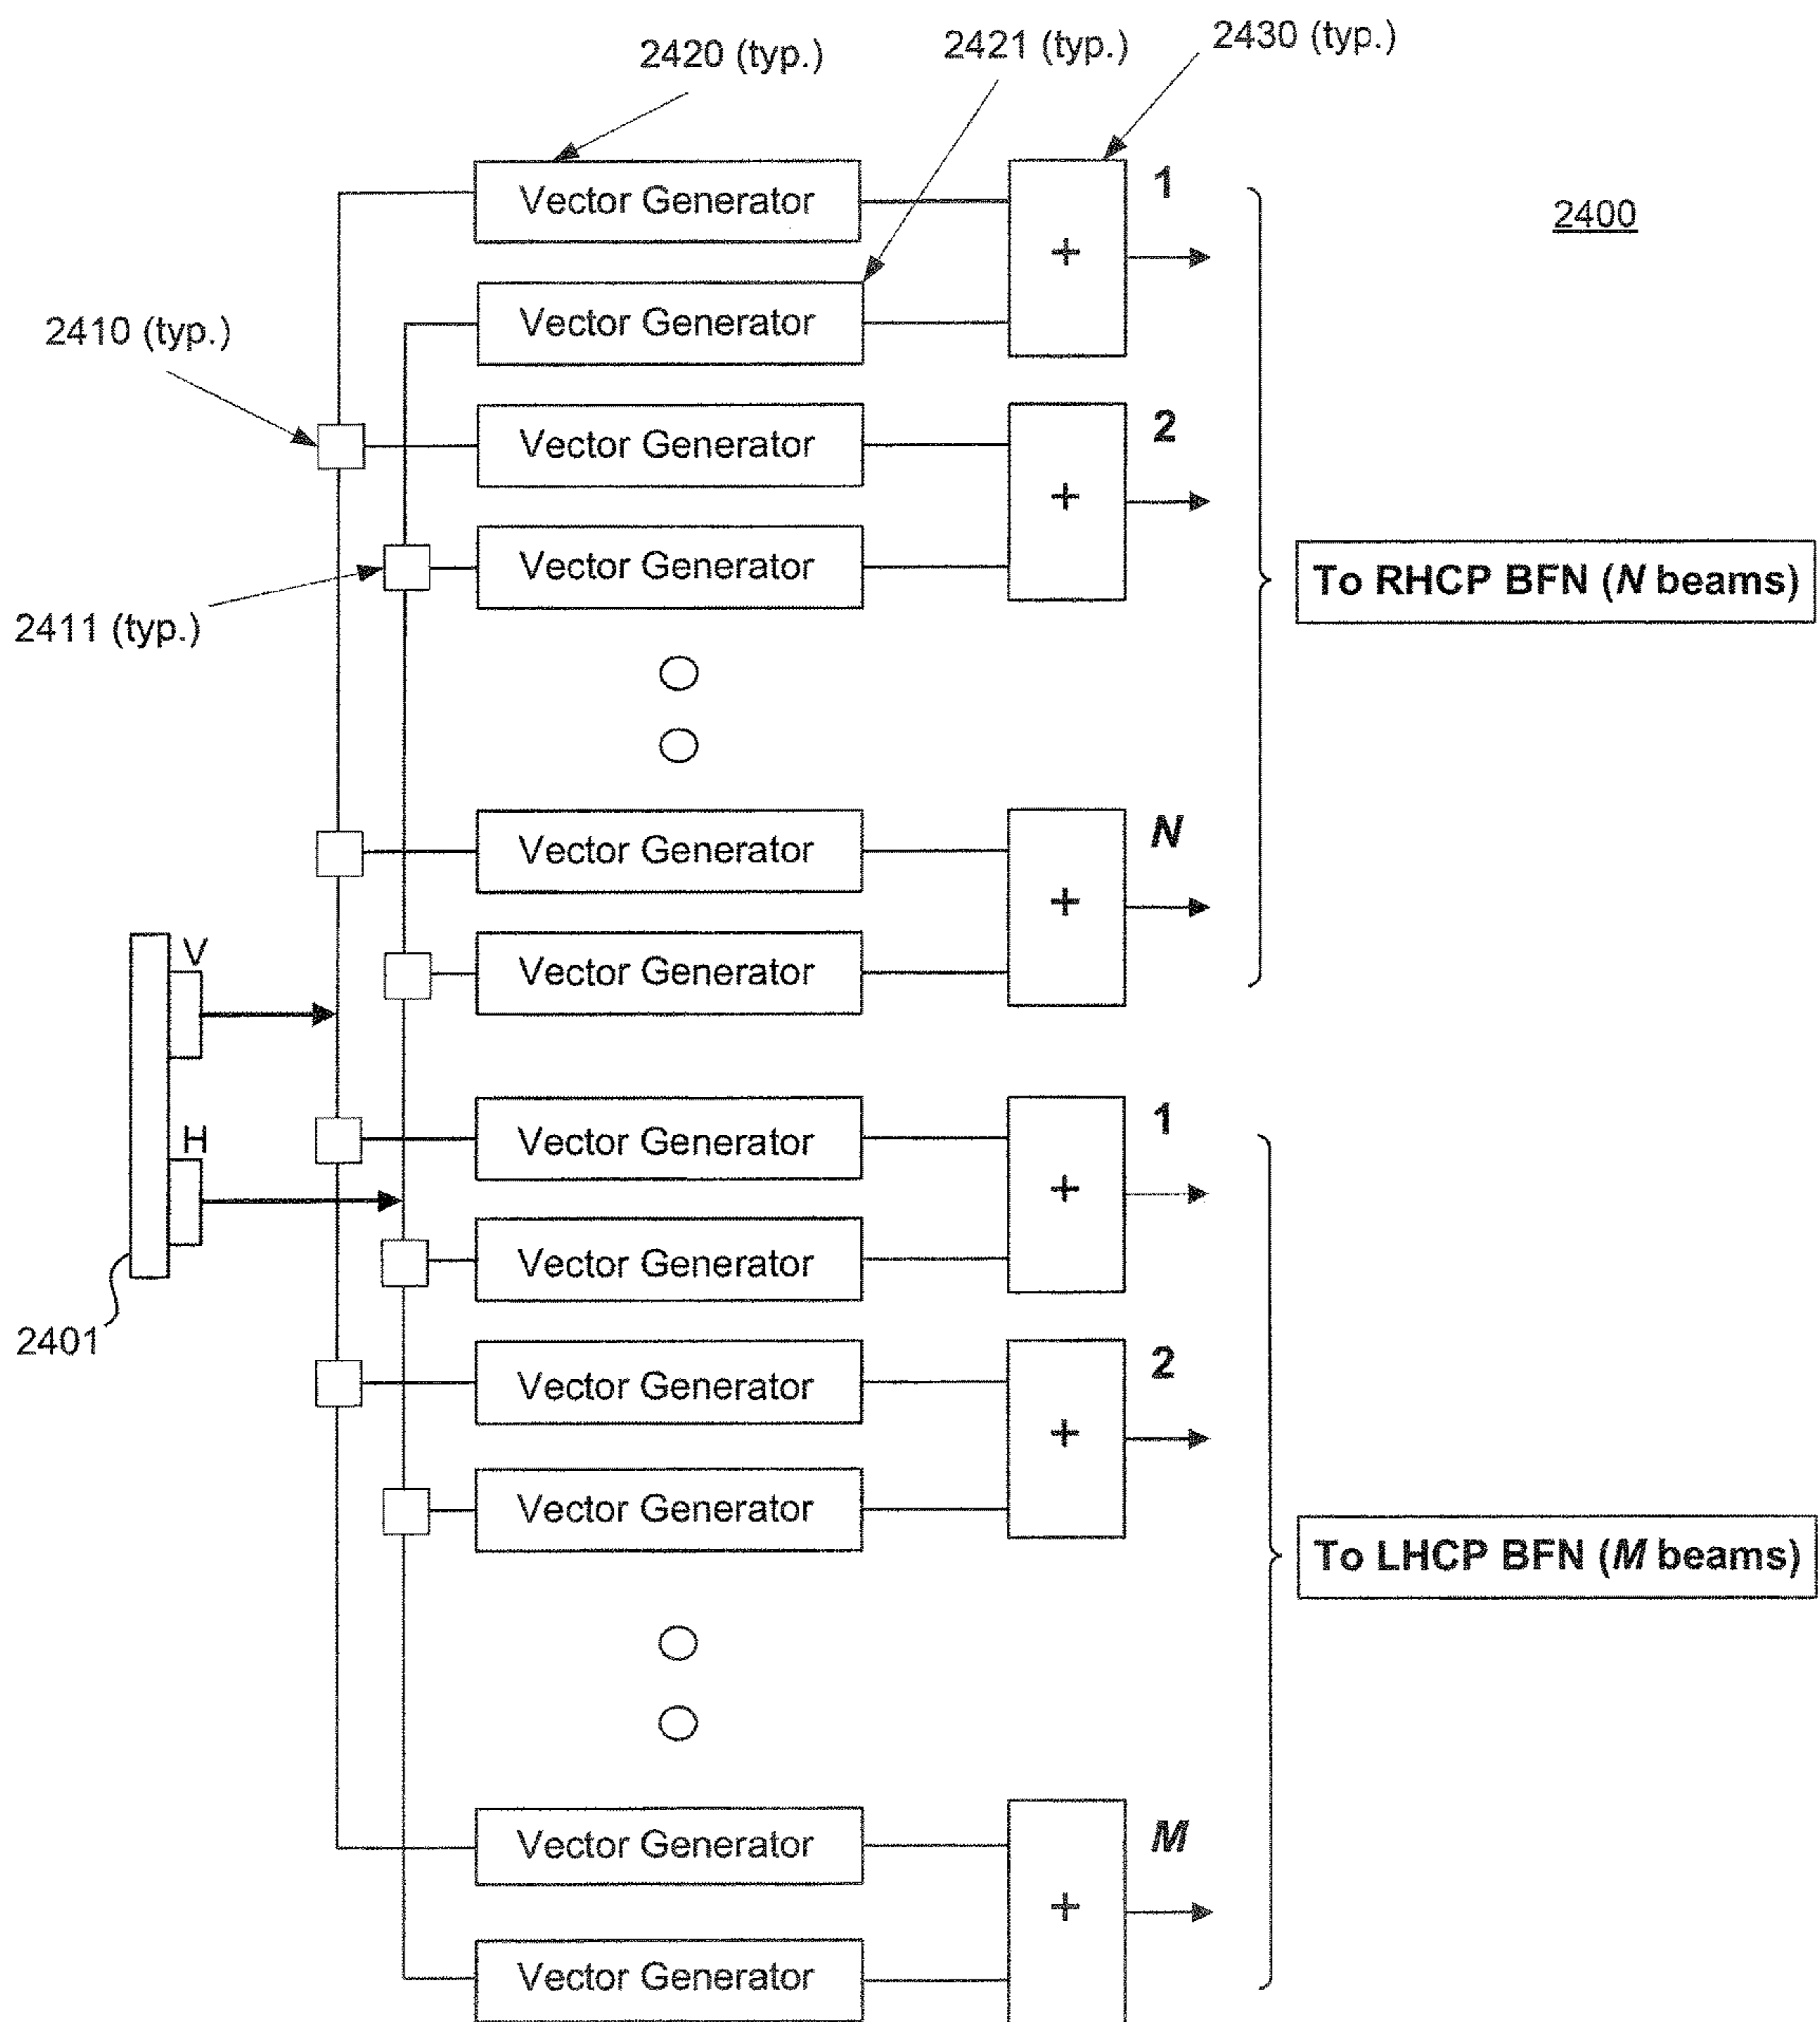 2420 (typ.)
2421 (typ.)
2430 (typ.)
2400
Vector Generator
1
+
Vector Generator
2410 (typ.)
Vector Generator
2
+
Vector Generator
2411 (typ.)
To RHCP BFN (N beams)
Vector Generator
N
+
Vector Generator
V
H
2401
Vector Generator
1
+
Vector Generator
Vector Generator
2
+
Vector Generator
To LHCP BFN (M beams)
Vector Generator
M
+
Vector Generator